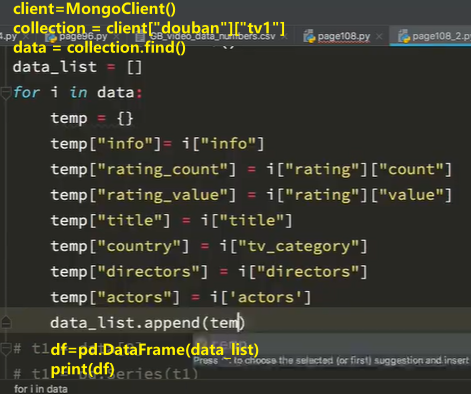 client=MongoClient()
collection = client["douban"]["tv1"]
data = collection.find()
page96.py GB_video_data_numbers.csv page108.py page108_2.py
data_list = []
for i in data:
temp = {}
temp["info"]= i["info"]
temp["rating_count"] = i["rating"]["count"]
temp["rating_value"] = i["rating"]["value"]
temp["title"] = i["title"]
temp["country"] = i["tv_category"]
temp["directors"] = i["directors"]
temp["actors"] = i['actors']
data_list.append(tem)
df=pd.DataFrame(data_list)
print(df)
# t1
# t1 pd.Series(t1)
temp
Press to choose the selected (or first) suggestion and insert
for i in data